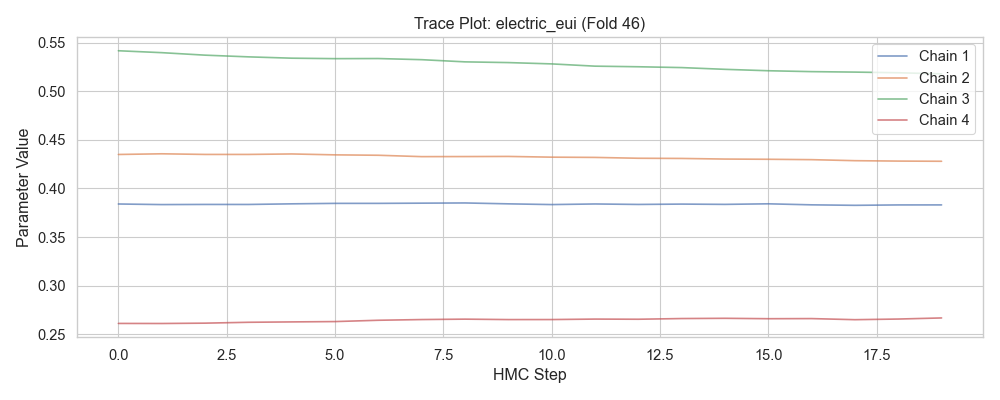 Trace Plot: electric_eui (Fold 46)
Parameter Value
0.55
0.50
0.45
0.40
0.35
0.30
0.25
Chain 1
Chain 2
Chain 3
Chain 4
0.0 2.5 5.0 7.5 10.0 12.5 15.0 17.5
HMC Step